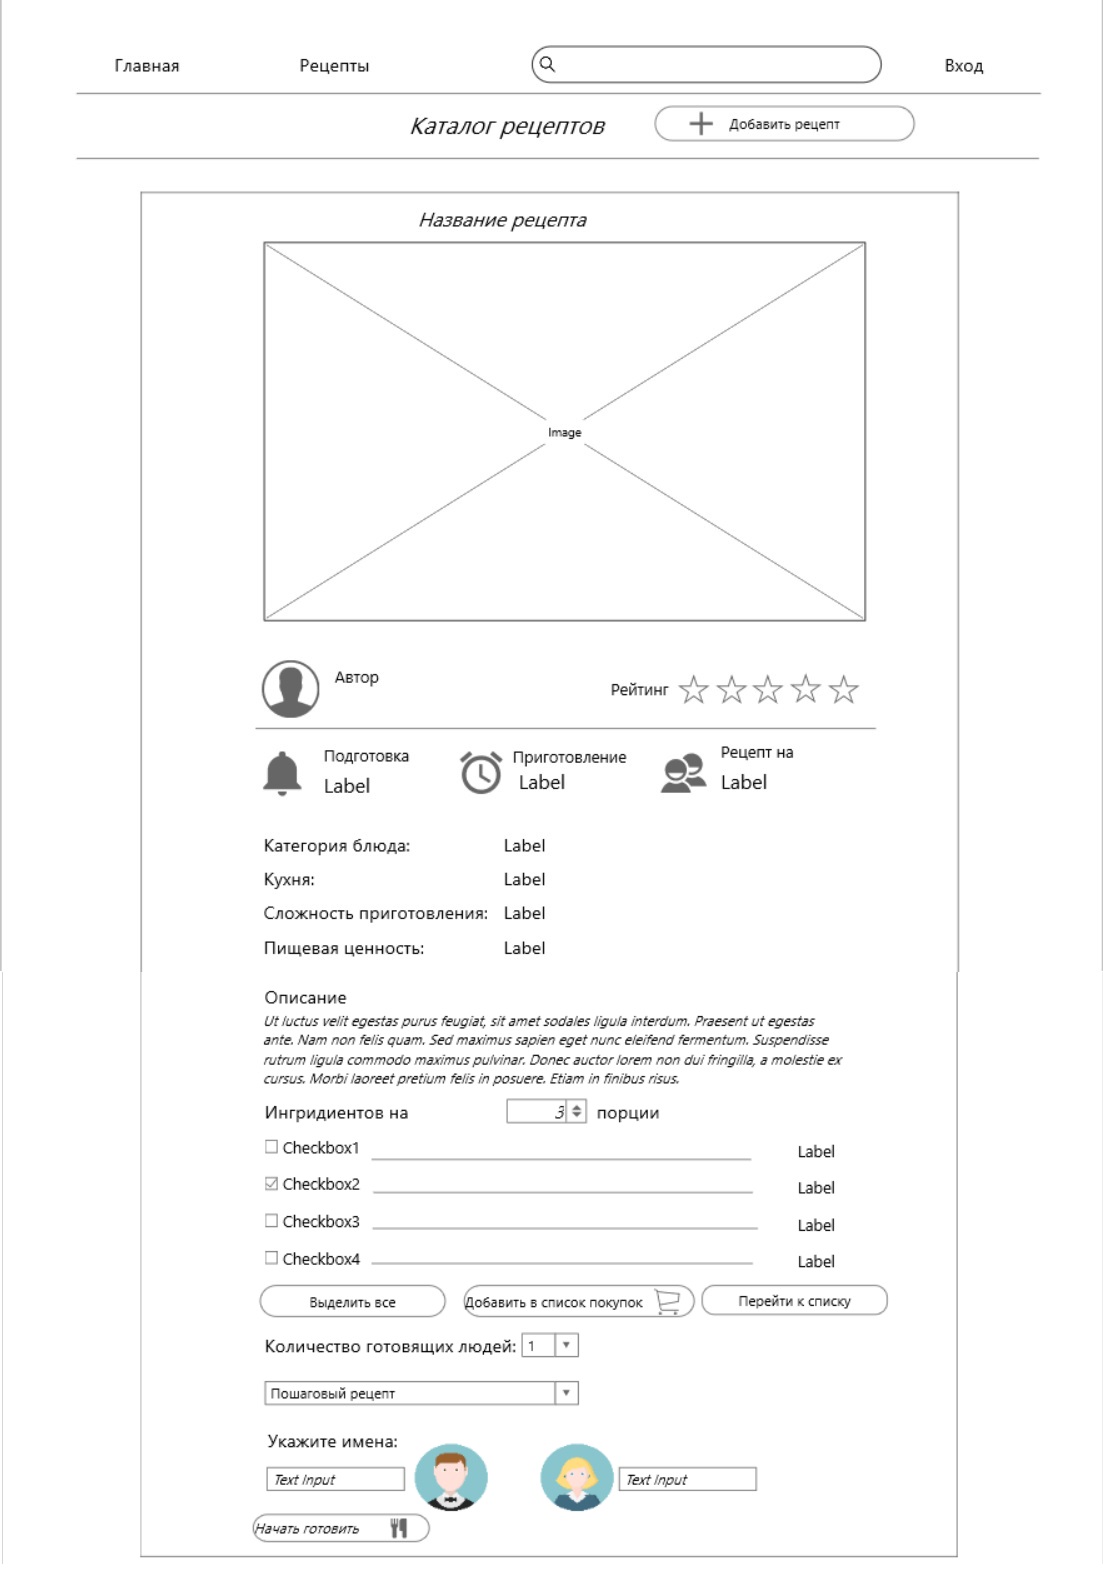 Главная Рецепты Вход
Каталог рецептов Добавить рецепт
Название рецепта
Image
Автор
Рейтинг
Подготовка Приготовление Рецепт на
Label Label Label
Категория блюда: Label
Кухня: Label
Сложность приготовления: Label
Пищевая ценность: Label
Описание
Ut luctus velit egestas purus feugiat, sit amet sodales ligula interdum. Praesent ut egestas
ante. Nam non felis quam. Sed maximus sapien eget nunc eleifend fermentum. Suspendisse
rutrum ligula commodo maximus pulvinar. Donec auctor lorem non dui fringilla, a molestie ex
cursus. Morbi laoreet pretium felis in posuere. Etiam in finibus risus.
Ингридиентов на 3 порции
Checkbox1 Label
Checkbox2 Label
Checkbox3 Label
Checkbox4 Label
Выделить все Добавить в список покупок Перейти к списку
Количество готовящих людей: 1
Пошаговый рецепт
Укажите имена:
Text Input Text Input
Начать готовить